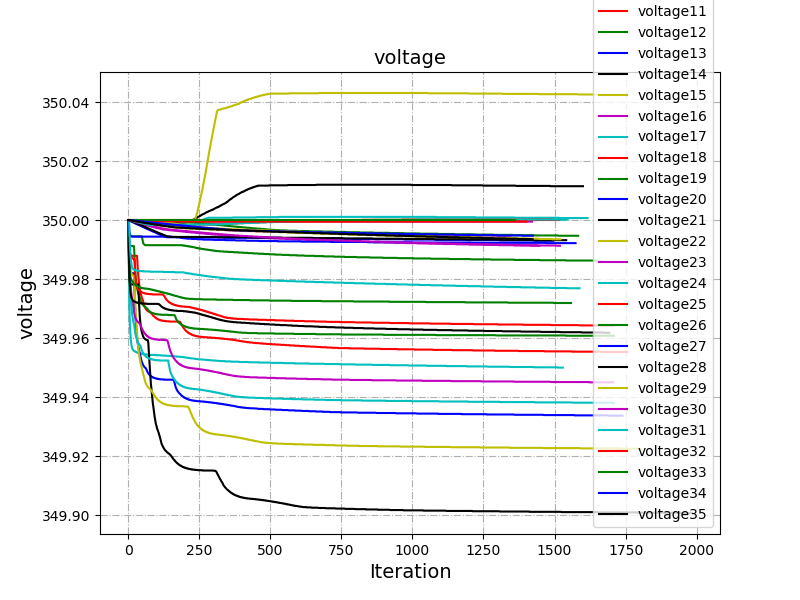 voltage
voltage
350.04
350.02
350.00
349.98
349.96
349.94
349.92
349.90
0
250
500
750
1000
1250
1500
1750
2000
Iteration
voltage11
voltage12
voltage13
voltage14
voltage15
voltage16
voltage17
voltage18
voltage19
voltage20
voltage21
voltage22
voltage23
voltage24
voltage25
voltage26
voltage27
voltage28
voltage29
voltage30
voltage31
voltage32
voltage33
voltage34
voltage35